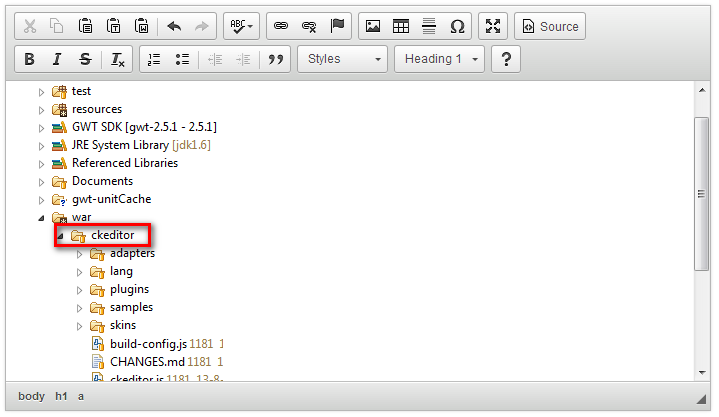 ABC
Source
B I S Tx
Styles
Heading 1
?
test
resources
GWT SDK [gwt-2.5.1 - 2.5.1]
JRE System Library [jdk1.6]
Referenced Libraries
Documents
gwt-unitCache
war
ckeditor
adapters
lang
plugins
samples
skins
build-config.js 1181 1
CHANGES.md 1181 1
ckeditor.js 1181 13-8-
body h1 a